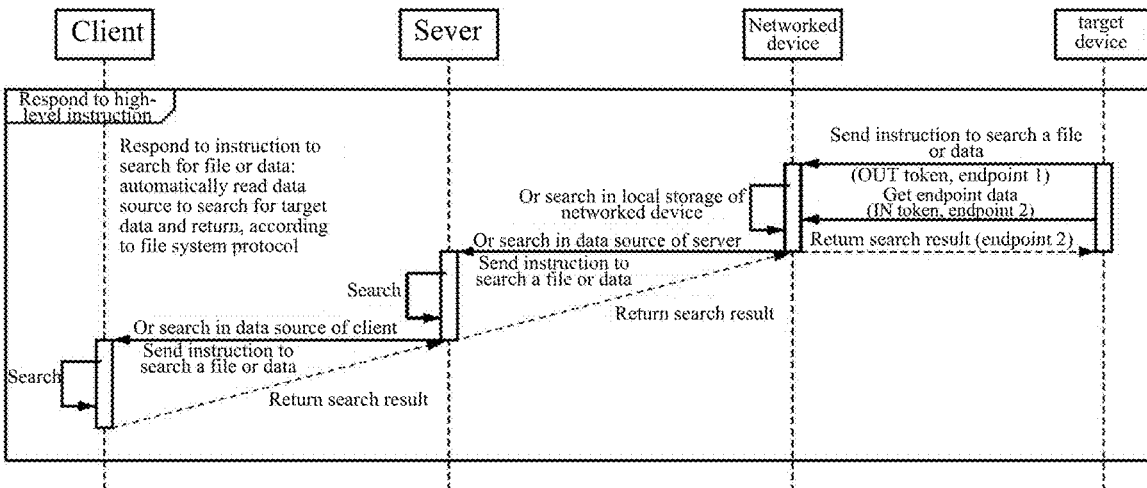 Client
Sever
Networked
device
target
device
Respond to high-
level instruction
Respond to instruction to
search for file or data:
automatically read data
source to search for target
data and return, according
to file system protocol
Send instruction to search a file
or data
(OUT token, endpoint 1)
Get endpoint data
(IN token, endpoint 2)
Or search in local storage of
networked device
Return search result (endpoint 2)
Or search in data source of server
Send instruction to
search a file or data
Search
Return search result
Or search in data source of client
Send instruction to
search a file or data
Search
Return search result